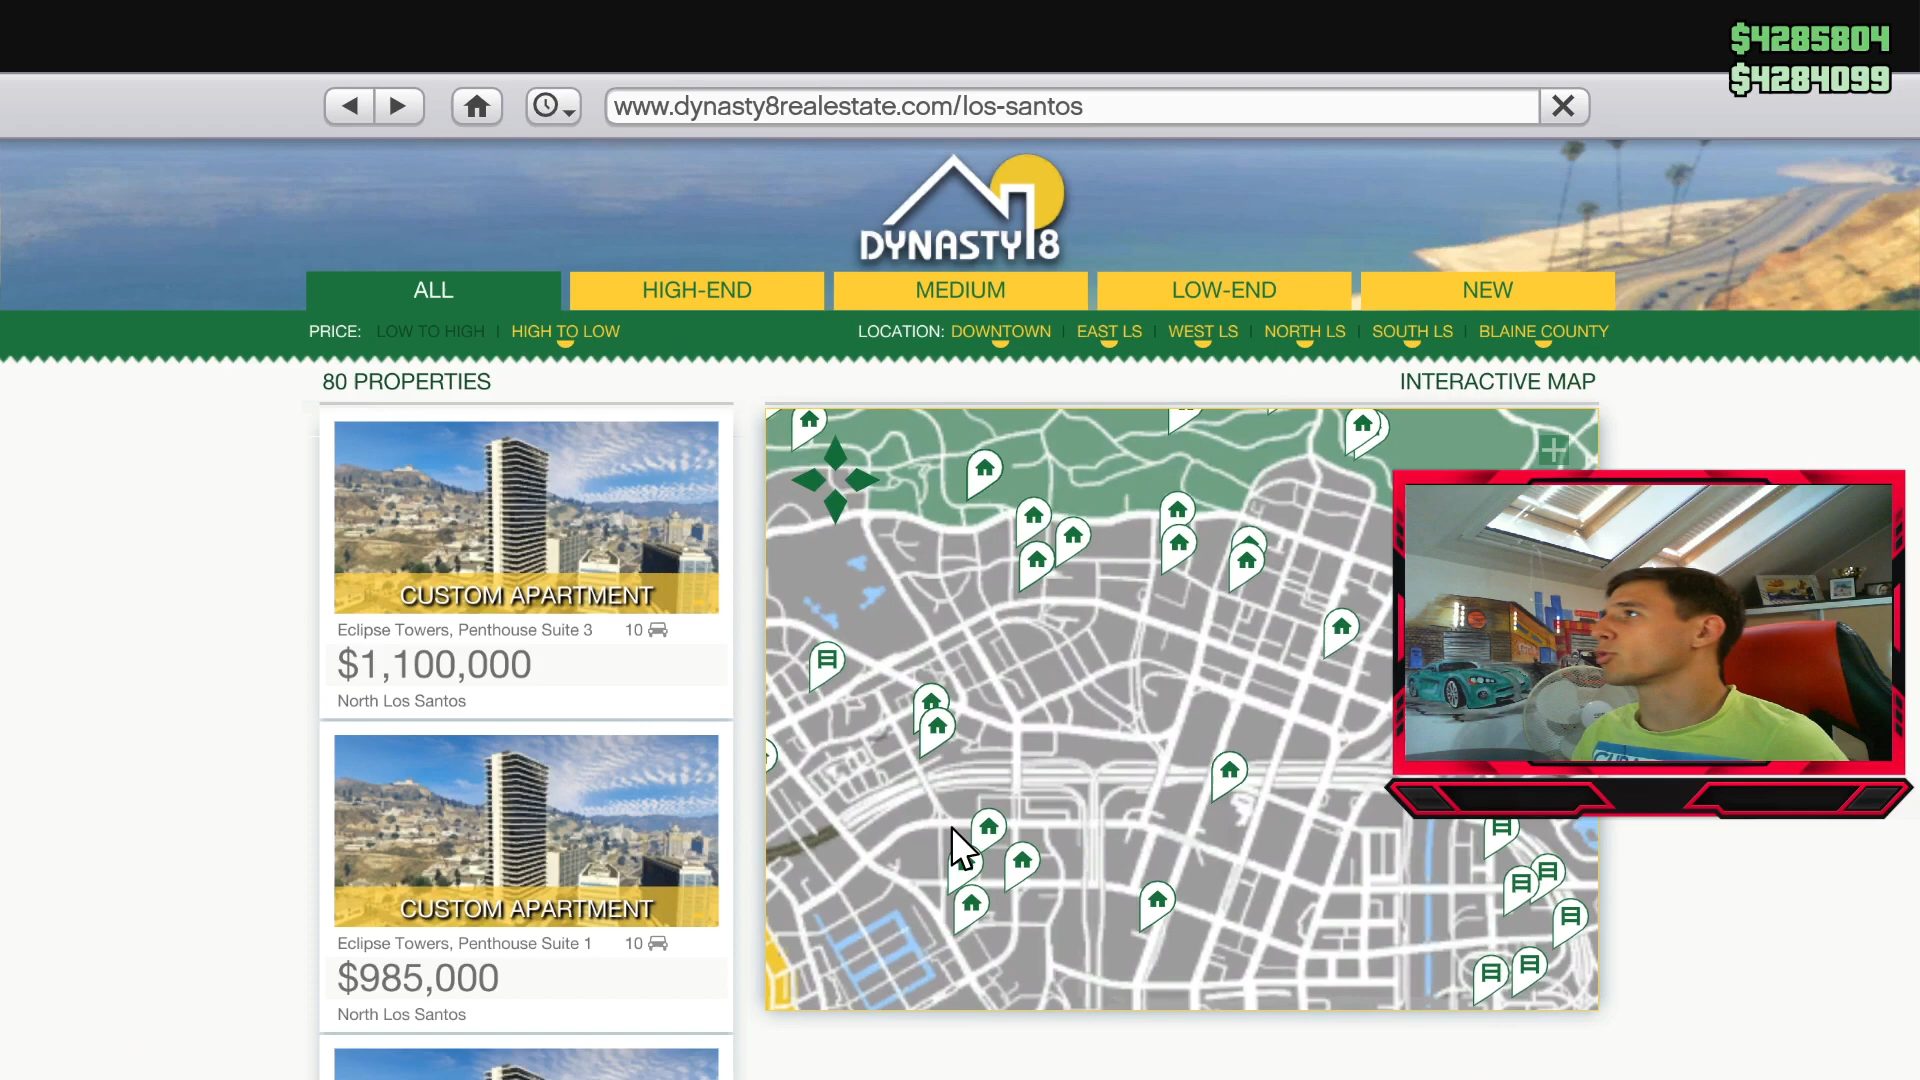 $4285804
$4284099
www.dynasty8realestate.com/los-santos
DYNASTY 8
ALL
HIGH-END
MEDIUM
LOW-END
NEW
PRICE: LOW TO HIGH | HIGH TO LOW
LOCATION: DOWNTOWN | EAST LS | WEST LS | NORTH LS | SOUTH LS | BLAINE COUNTY
80 PROPERTIES
INTERACTIVE MAP
CUSTOM APARTMENT
Eclipse Towers, Penthouse Suite 3 10
$1,100,000
North Los Santos
CUSTOM APARTMENT
Eclipse Towers, Penthouse Suite 1 10
$985,000
North Los Santos